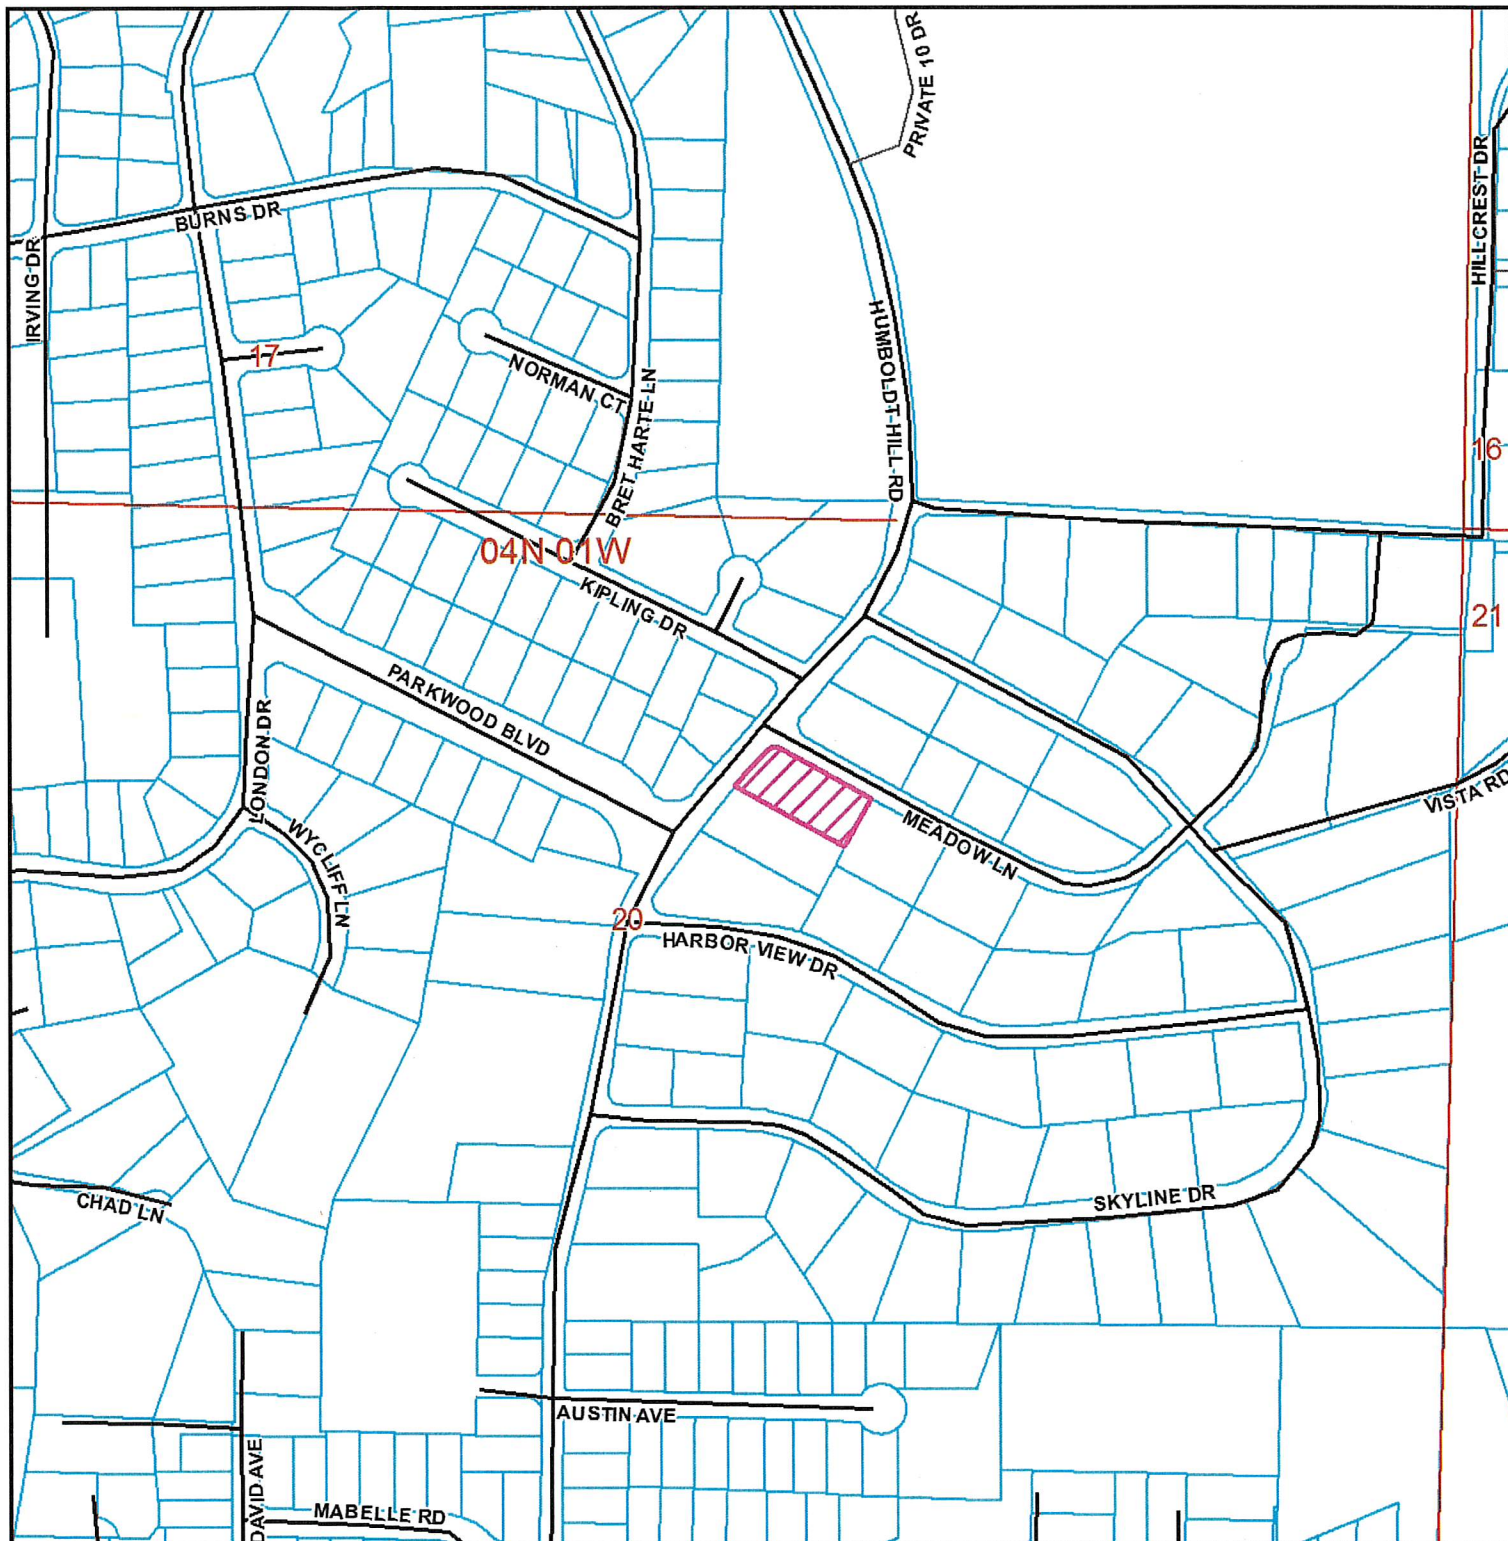 PRIVATE 10 DR
HILLCREST DR
BURNS DR
IRVING DR
HUMBOLDT HILL RD
17
NORMAN CT
BRET HARTE LN
16
04N 01W
KIPLING DR
21
PARKWOOD BLVD
LONDON DR
VISTA RD
MEADOW LN
WYCLIFF LN
20
HARBOR VIEW DR
SKYLINE DR
CHAD LN
AUSTIN AVE
DAVID AVE
MABELLE RD